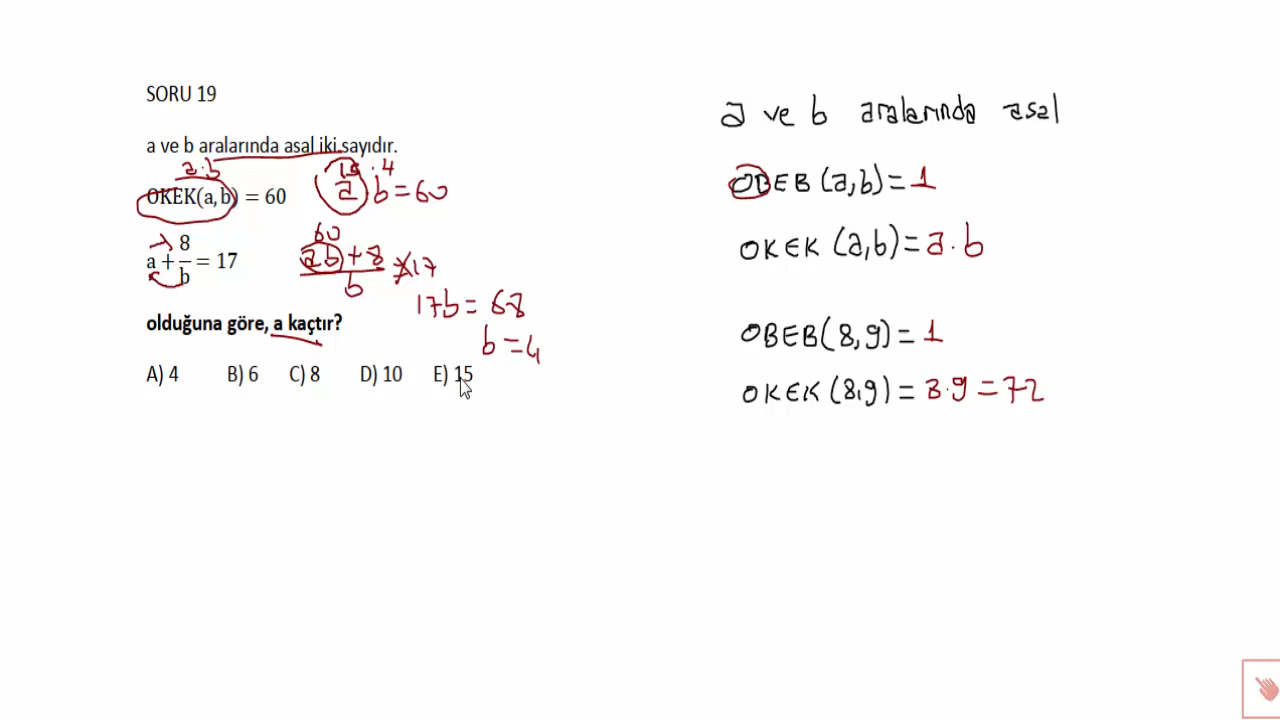 SORU 19
a ve b aralarında asal iki sayıdır.
a·b
OKEK(a,b) = 60
15 · 4
a b = 60
a + 8/b = 17
60
ab + 8
b
17
17b = 68
b = 4
olduğuna göre, a kaçtır?
A) 4 B) 6 C) 8 D) 10 E) 15
a ve b aralarında asal
OBEB (a,b) = 1
OKEK (a,b) = a·b
OBEB(8,9) = 1
OKEK (8,9) = 8·9 = 72